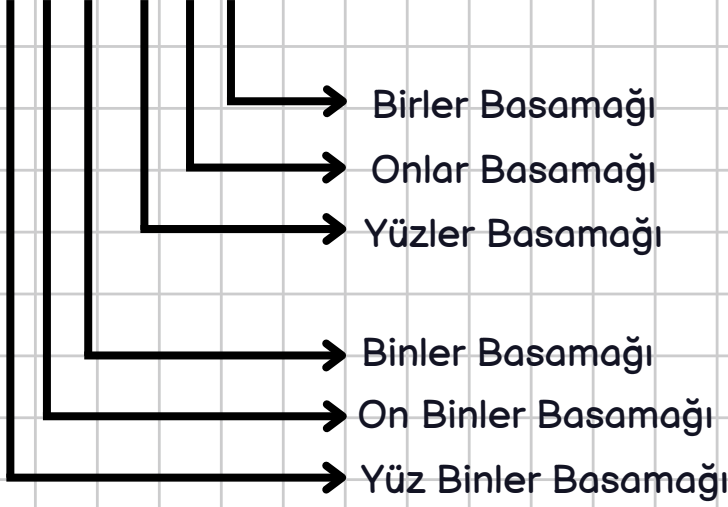 Birler Basamağı
Onlar Basamağı
Yüzler Basamağı
Binler Basamağı
On Binler Basamağı
Yüz Binler Basamağı